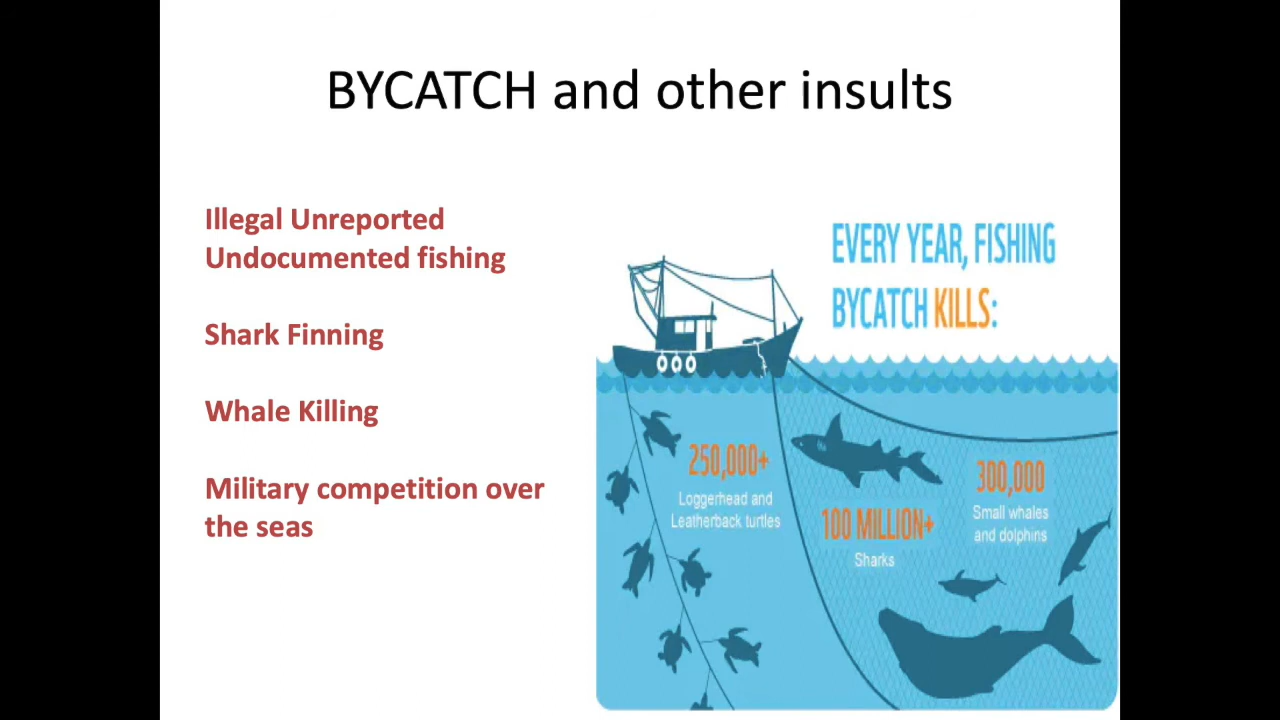 BYCATCH and other insults
Illegal Unreported
Undocumented fishing
Shark Finning
Whale Killing
Military competition over
the seas
EVERY YEAR, FISHING
BYCATCH KILLS:
250,000+
Loggerhead and
Leatherback turtles
100 MILLION+
Sharks
300,000
Small whales
and dolphins